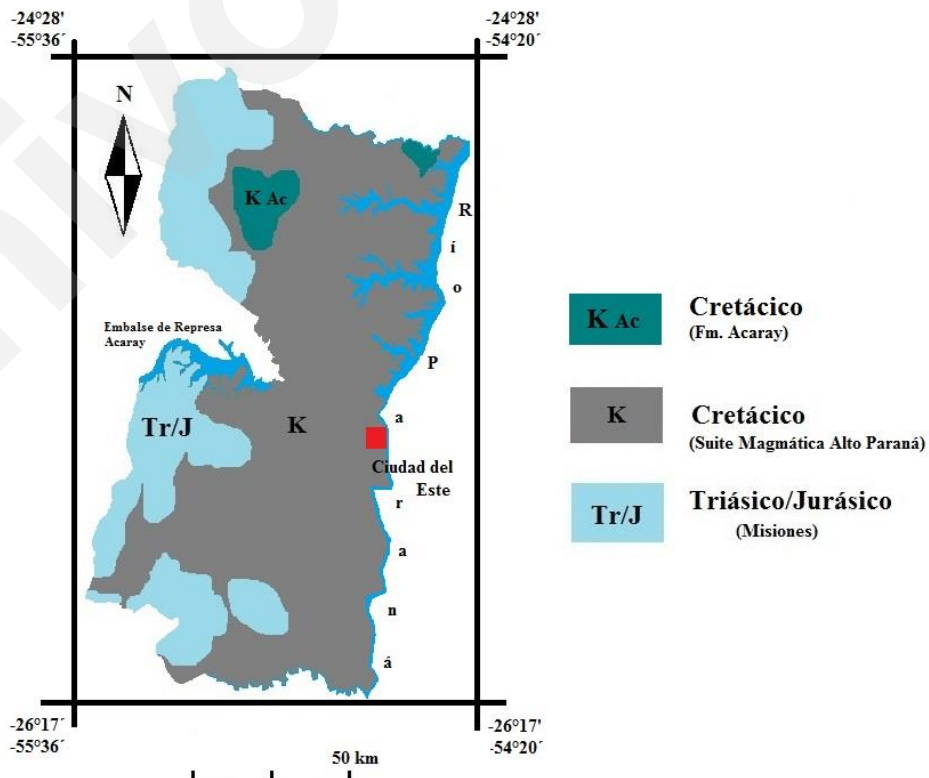 -24°28'
-55°36´
-24°28'
-54°20´
N
K Ac
Embalse de Represa
Acaray
Tr/J
K
Ciudad del
Este
R
í
o
P
a
r
a
n
á
-26°17´
-55°36´
-26°17'
-54°20´
50 km
K Ac
Cretácico
(Fm. Acaray)
K
Cretácico
(Suite Magmática Alto Paraná)
Tr/J
Triásico/Jurásico
(Misiones)